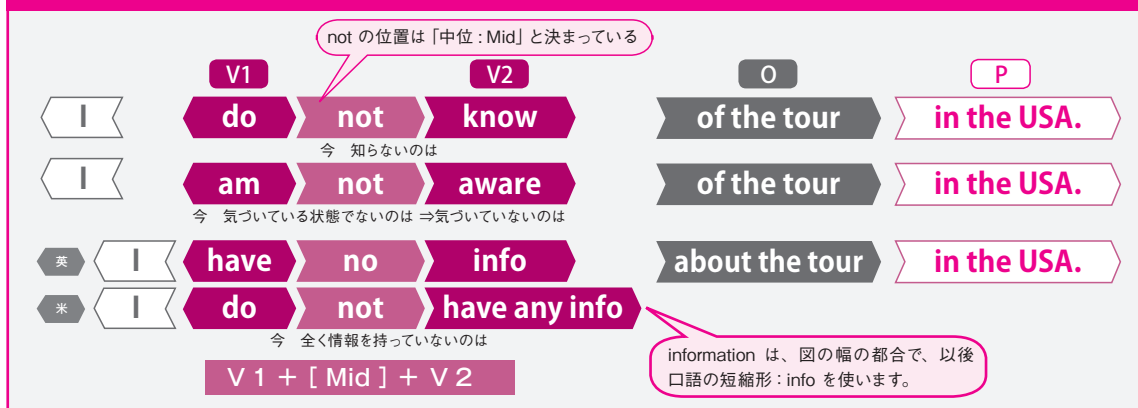 not の位置は「中位 : Mid」と決まっている
V1 V2 O P
I do not know of the tour in the USA.
今 知らないのは
I am not aware of the tour in the USA.
今 気づいている状態でないのは ⇒気づいていないのは
英 I have no info about the tour in the USA.
米 I do not have any info
今 全く情報を持っていないのは
information は、図の幅の都合で、以後
口語の短縮形：info を使います。
V 1 + [ Mid ] + V 2